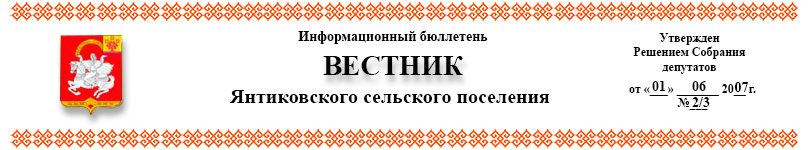 Информационный бюллетень
ВЕСТНИК
Янтиковского сельского поселения
Утвержден
Решением Собрания
депутатов
от «01» 06 2007г.
№ 2/3